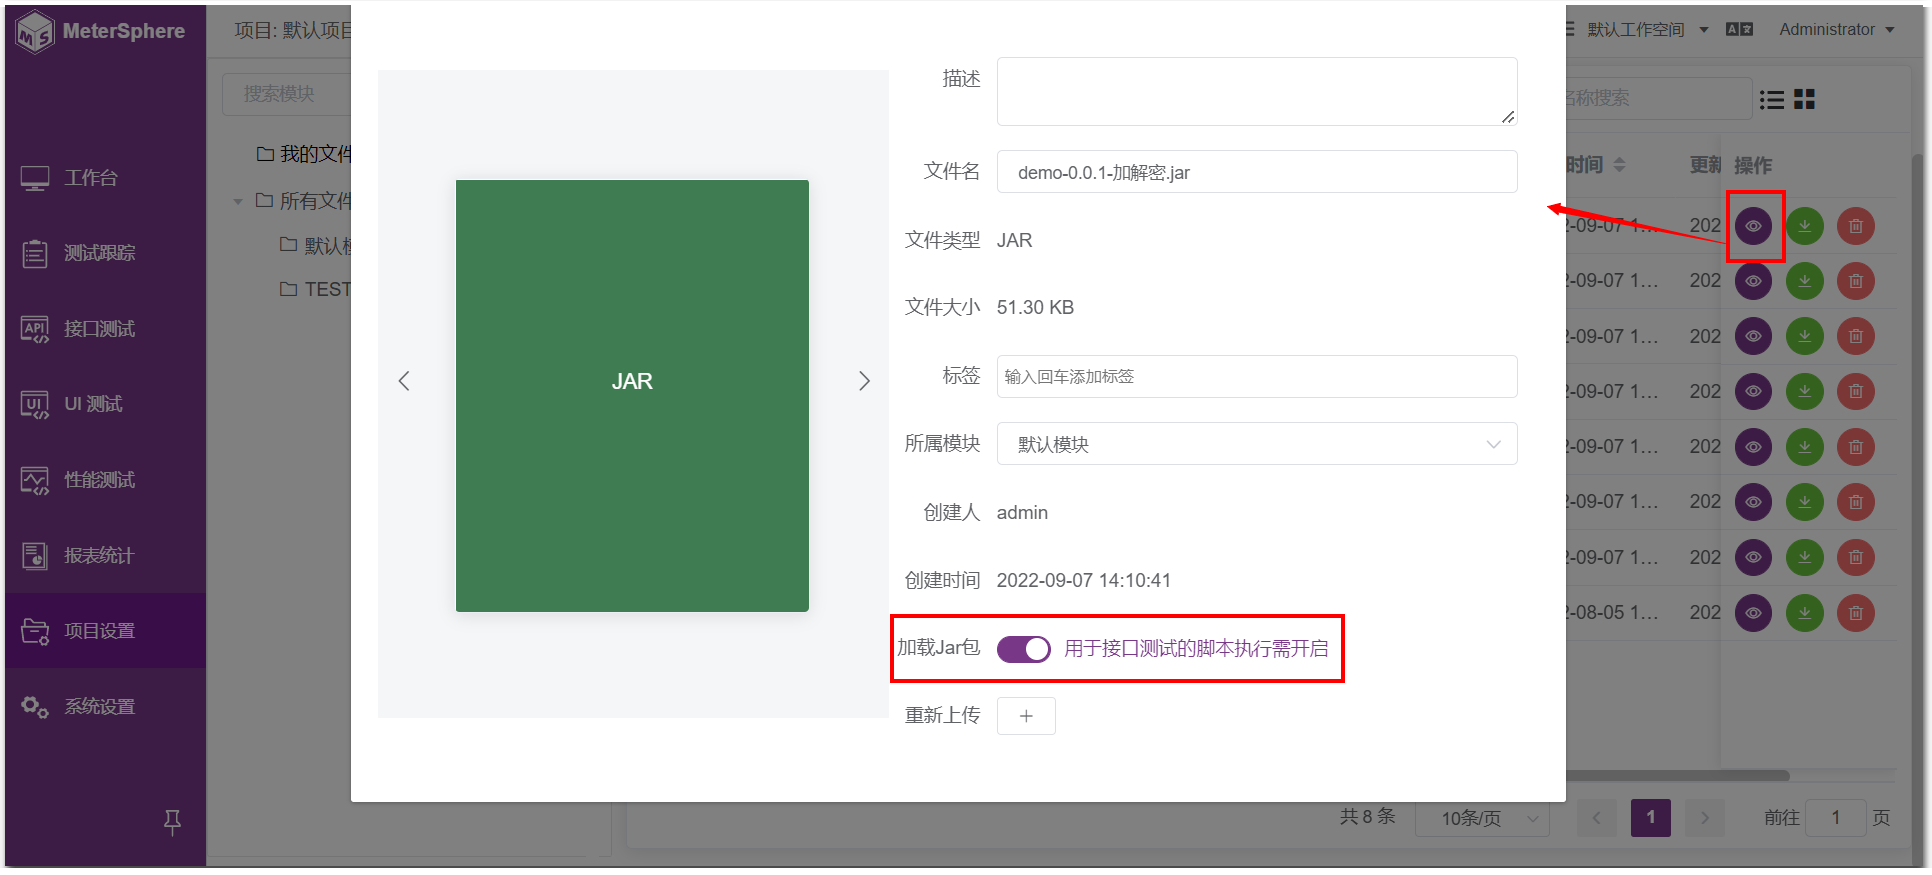 MeterSphere
项目: 默认项目
默认工作空间
Administrator
搜索模块
我的文件
所有文件
默认模
TEST
工作台
测试跟踪
接口测试
UI 测试
性能测试
报表统计
项目设置
系统设置
描述
文件名 demo-0.0.1-加解密.jar
文件类型 JAR
文件大小 51.30 KB
标签 输入回车添加标签
所属模块 默认模块
创建人 admin
创建时间 2022-09-07 14:10:41
加载Jar包 用于接口测试的脚本执行需开启
重新上传 +
JAR
名称搜索
时间 更新 操作
2-09-07 1... 202
2-09-07 1... 202
2-09-07 1... 202
2-09-07 1... 202
2-09-07 1... 202
2-09-07 1... 202
2-09-07 1... 202
2-08-05 1... 202
共 8 条 10条/页 1 前往 1 页